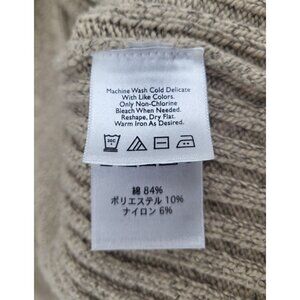 Machine Wash Cold Delicate
With Like Colors.
Only Non-Chlorine
Bleach When Needed.
Reshape, Dry Flat.
Warm Iron As Desired.
30C
綿 84%
ポリエステル 10%
ナイロン 6%